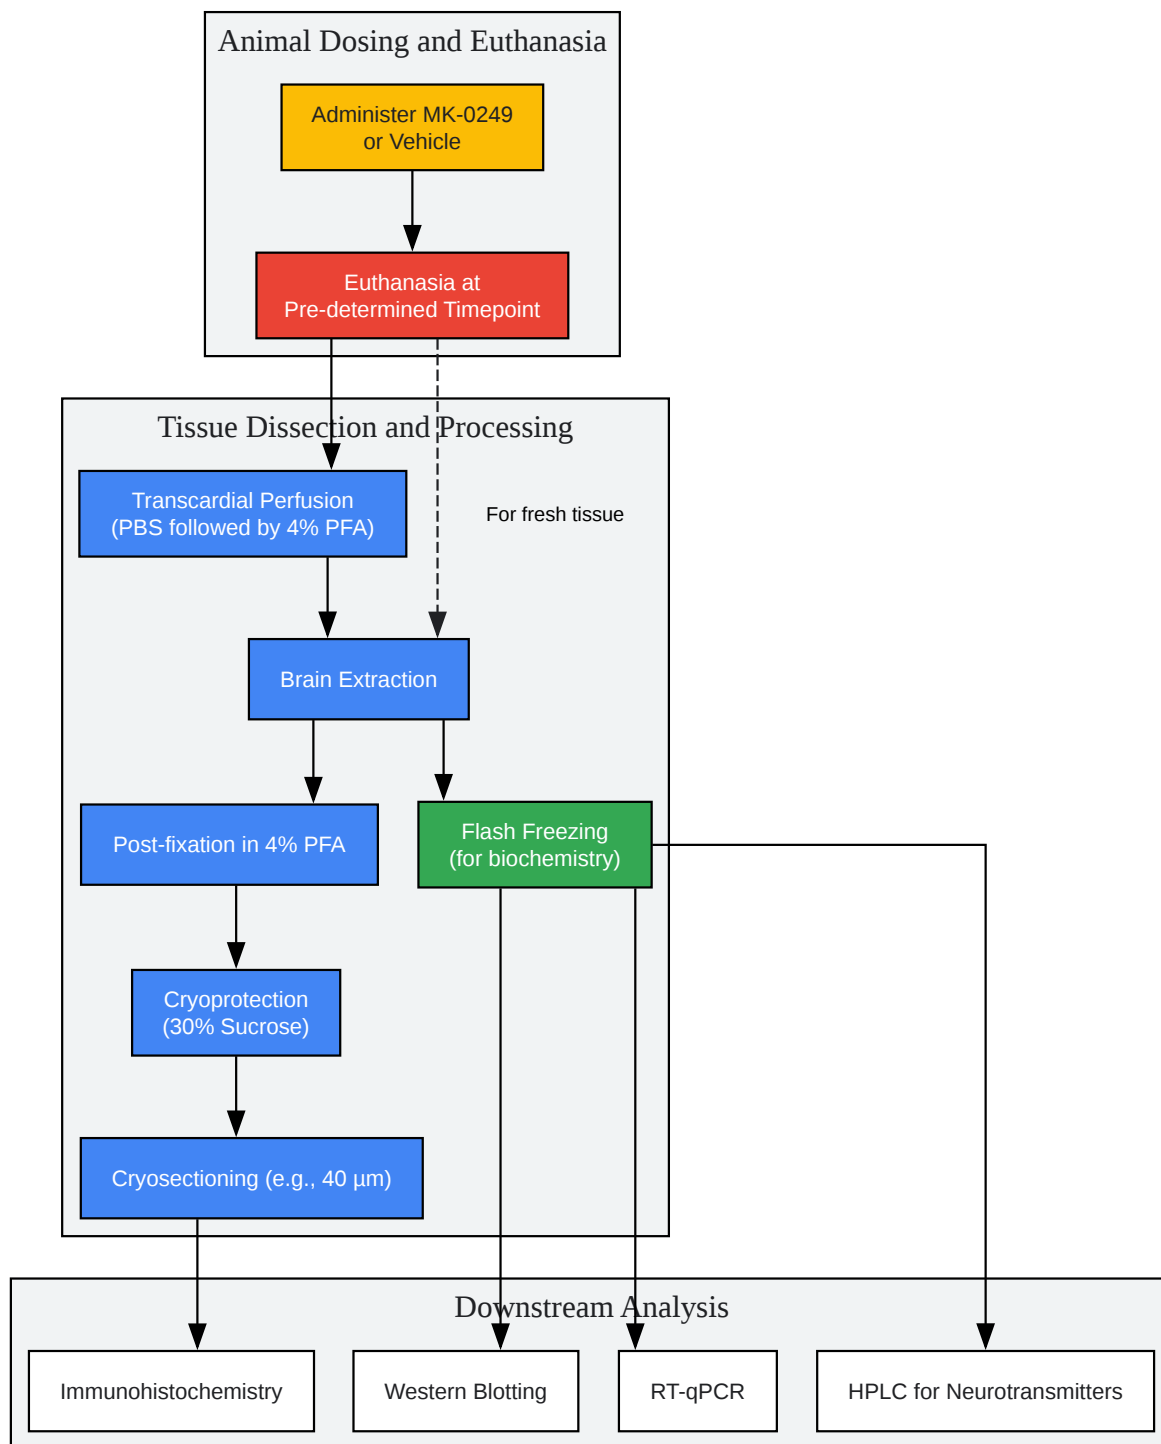 Animal Dosing and Euthanasia
Administer MK-0249
or Vehicle
Euthanasia at
Pre-determined Timepoint
Tissue Dissection and Processing
Transcardial Perfusion
(PBS followed by 4% PFA)
For fresh tissue
Brain Extraction
Post-fixation in 4% PFA
Flash Freezing
(for biochemistry)
Cryoprotection
(30% Sucrose)
Cryosectioning (e.g., 40 µm)
Downstream Analysis
Immunohistochemistry
Western Blotting
RT-qPCR
HPLC for Neurotransmitters